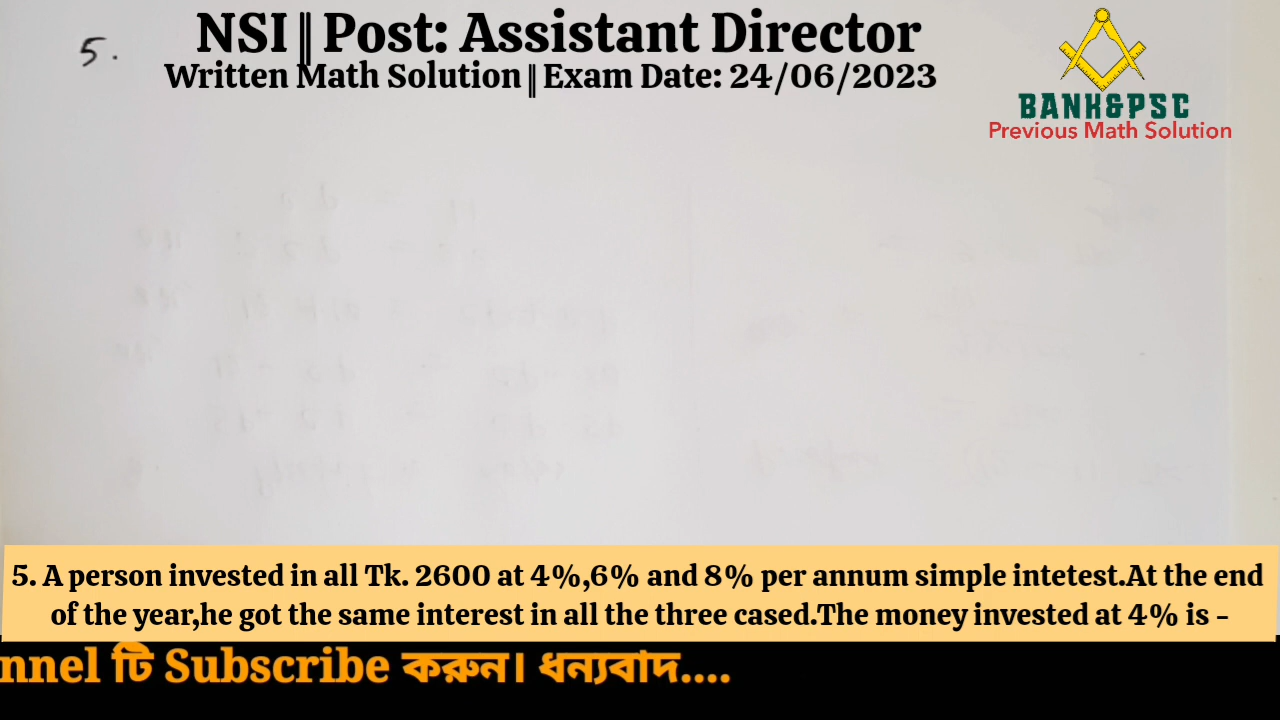 5.
NSI || Post: Assistant Director
Written Math Solution || Exam Date: 24/06/2023
BANK&PSC
Previous Math Solution
5. A person invested in all Tk. 2600 at 4%,6% and 8% per annum simple intetest.At the end
of the year,he got the same interest in all the three cased.The money invested at 4% is -
nnel টি Subscribe করুন। ধন্যবাদ....